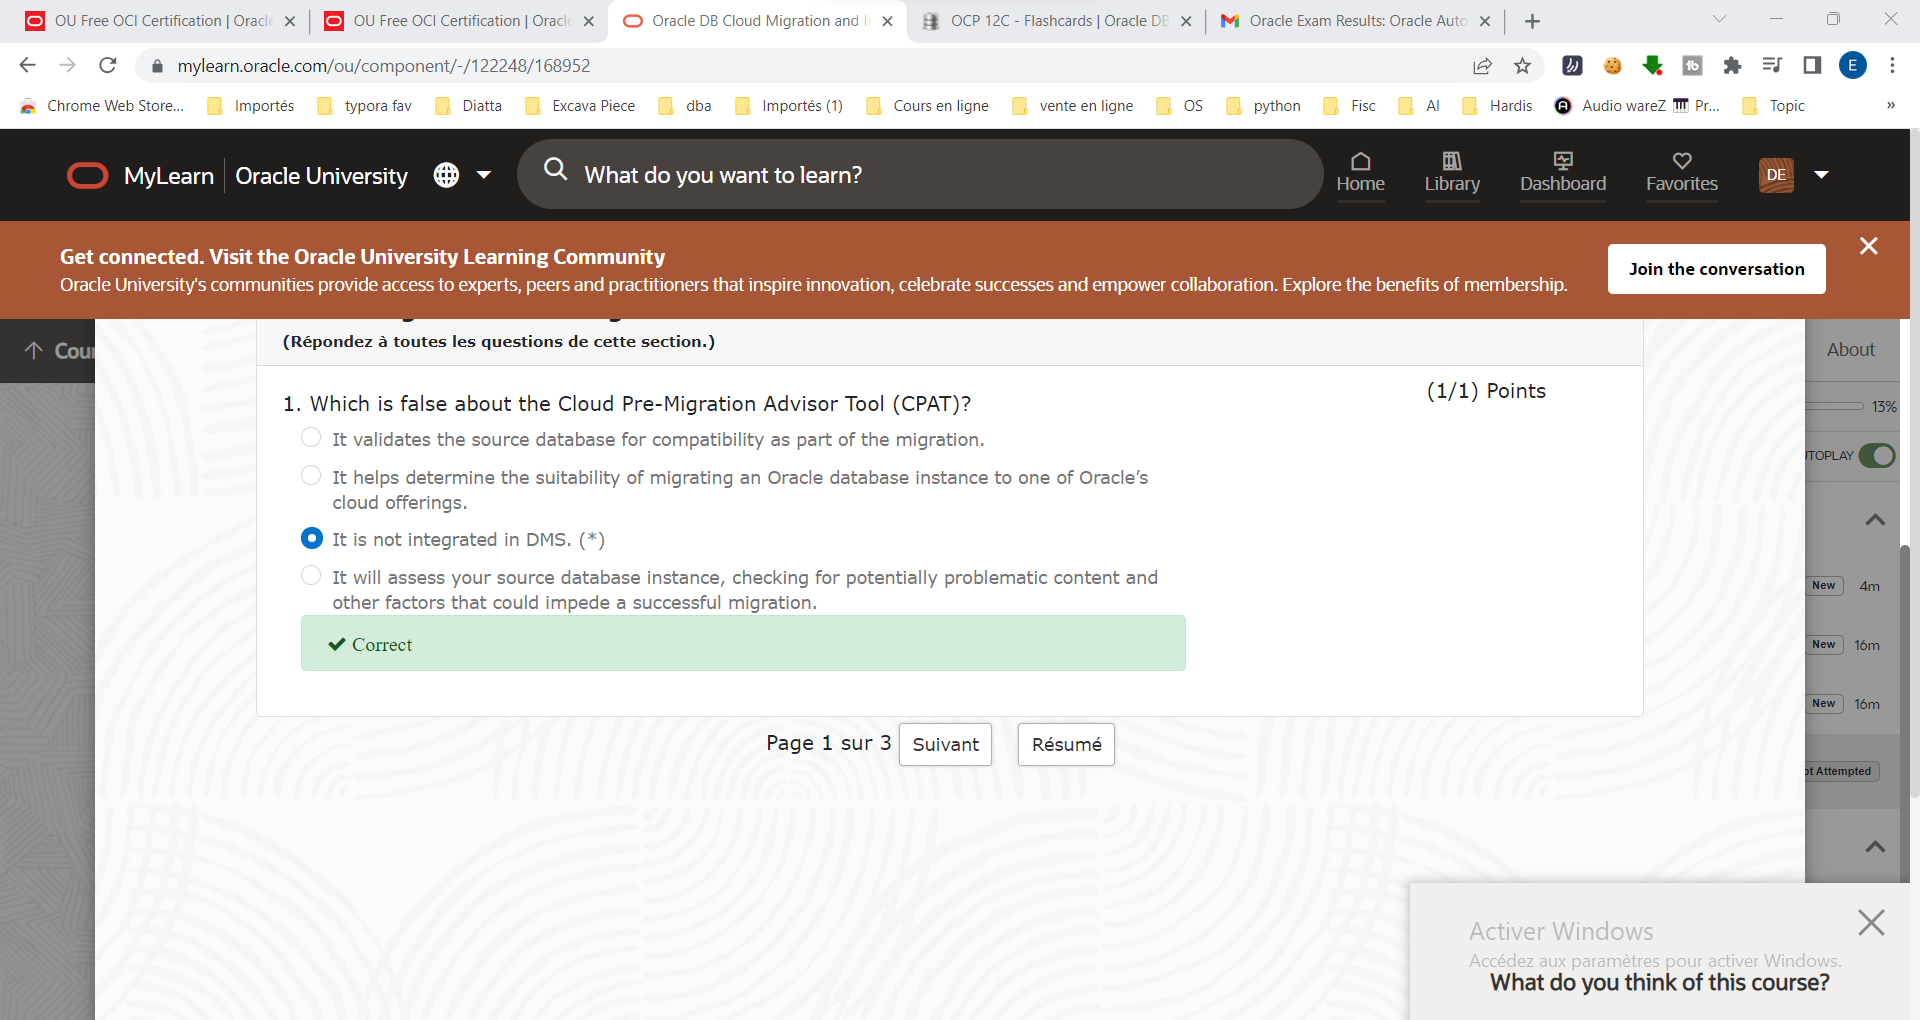 OU Free OCI Certification | Oracle
OU Free OCI Certification | Oracle
Oracle DB Cloud Migration and I
OCP 12C - Flashcards | Oracle DB
Oracle Exam Results: Oracle Auto
mylearn.oracle.com/ou/component/-/122248/168952
E
Chrome Web Store...
Importés
typora fav
Diatta
Excava Piece
dba
Importés (1)
Cours en ligne
vente en ligne
OS
python
Fisc
AI
Hardis
Audio wareZ
Pr...
Topic
»
MyLearn
Oracle University
What do you want to learn?
Home
Library
Dashboard
Favorites
DE
Get connected. Visit the Oracle University Learning Community
Oracle University's communities provide access to experts, peers and practitioners that inspire innovation, celebrate successes and empower collaboration. Explore the benefits of membership.
Join the conversation
Cour
About
(Répondez à toutes les questions de cette section.)
13%
(1/1) Points
1. Which is false about the Cloud Pre-Migration Advisor Tool (CPAT)?
It validates the source database for compatibility as part of the migration.
TOPLAY
It helps determine the suitability of migrating an Oracle database instance to one of Oracle’s
cloud offerings.
It is not integrated in DMS. (*)
It will assess your source database instance, checking for potentially problematic content and
other factors that could impede a successful migration.
New 4m
Correct
New 16m
New 16m
Page 1 sur 3
Suivant
Résumé
ot Attempted
Activer Windows
Accédez aux paramètres pour activer Windows.
What do you think of this course?